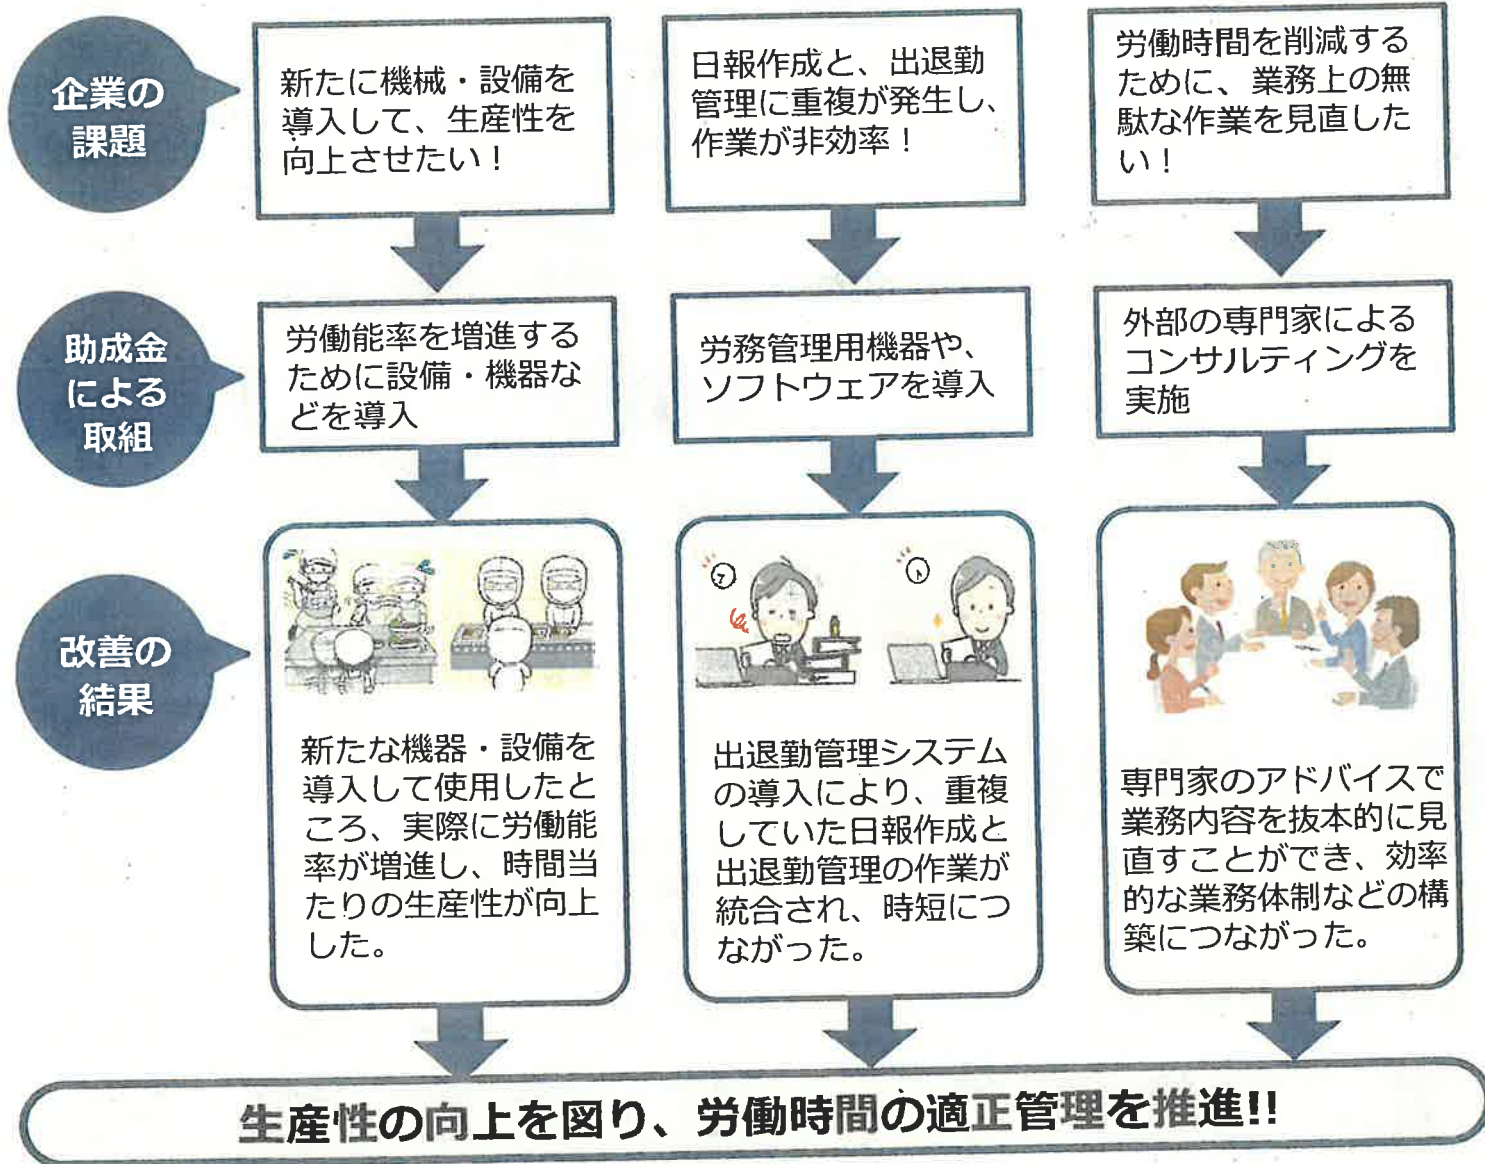 企業の
課題
新たに機械・設備を
導入して、生産性を
向上させたい！
日報作成と、出退勤
管理に重複が発生し、
作業が非効率！
労働時間を削減する
ために、業務上の無
駄な作業を見直した
い！
助成金
による
取組
労働能率を増進する
ために設備・機器な
どを導入
労務管理用機器や、
ソフトウェアを導入
外部の専門家による
コンサルティングを
実施
改善の
結果
新たな機器・設備を
導入して使用したと
ころ、実際に労働能
率が増進し、時間当
たりの生産性が向上
した。
出退勤管理システム
の導入により、重複
していた日報作成と
出退勤管理の作業が
統合され、時短につ
ながった。
専門家のアドバイスで
業務内容を抜本的に見
直すことができ、効率
的な業務体制などの構
築につながった。
生産性の向上を図り、労働時間の適正管理を推進!!